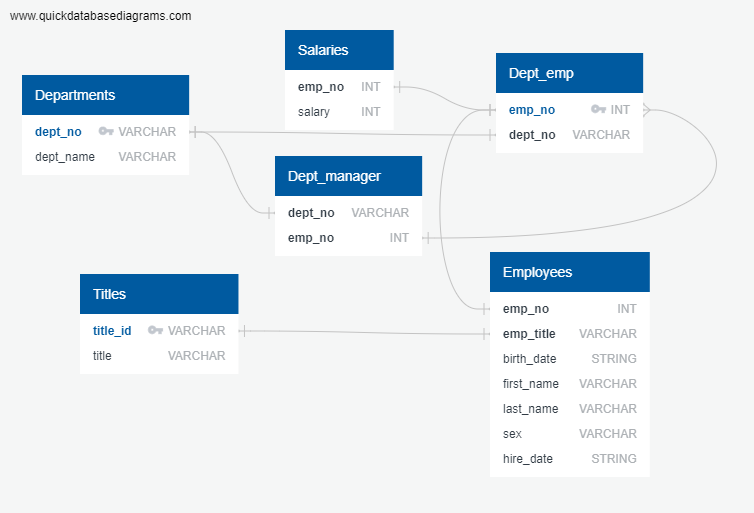 www.quickdatabasediagrams.com
Salaries
emp_no INT
salary INT
Dept_emp
emp_no INT
dept_no VARCHAR
Departments
dept_no VARCHAR
dept_name VARCHAR
Dept_manager
dept_no VARCHAR
emp_no INT
Employees
emp_no INT
emp_title VARCHAR
birth_date STRING
first_name VARCHAR
last_name VARCHAR
sex VARCHAR
hire_date STRING
Titles
title_id VARCHAR
title VARCHAR